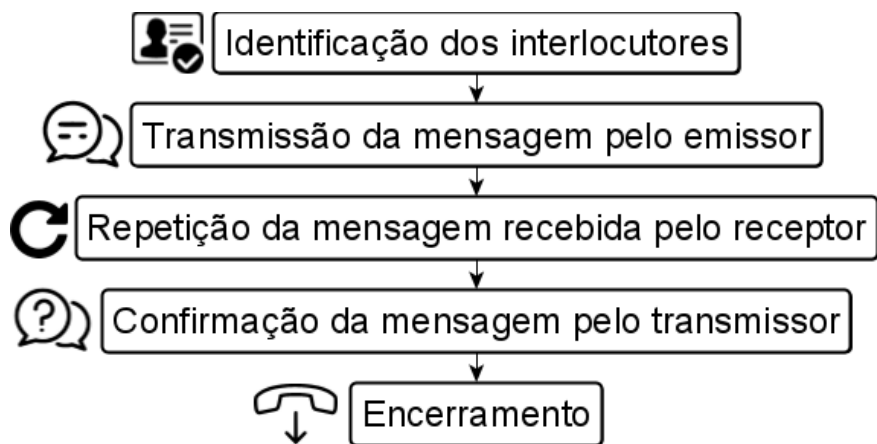 Identificação dos interlocutores
Transmissão da mensagem pelo emissor
Repetição da mensagem recebida pelo receptor
Confirmação da mensagem pelo transmissor
Encerramento